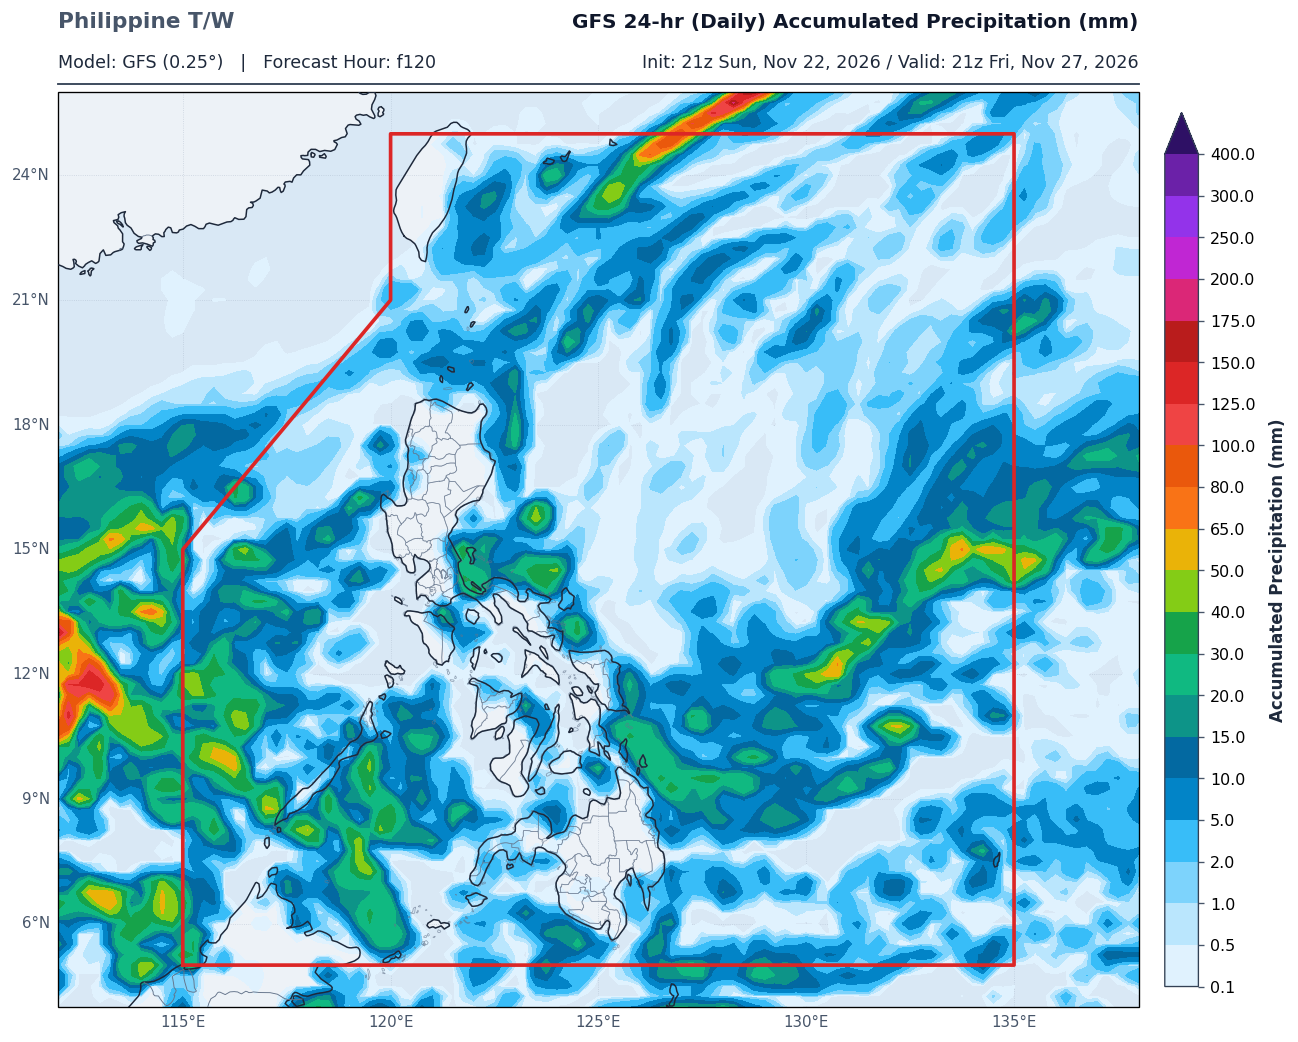 Philippine T/W
GFS 24-hr (Daily) Accumulated Precipitation (mm)
Model: GFS (0.25°)   |   Forecast Hour: f120
Init: 21z Sun, Nov 22, 2026 / Valid: 21z Fri, Nov 27, 2026
24°N
21°N
18°N
15°N
12°N
9°N
6°N
115°E
120°E
125°E
130°E
135°E
400.0
300.0
250.0
200.0
175.0
150.0
125.0
100.0
80.0
65.0
50.0
40.0
30.0
20.0
15.0
10.0
5.0
2.0
1.0
0.5
0.1
Accumulated Precipitation (mm)